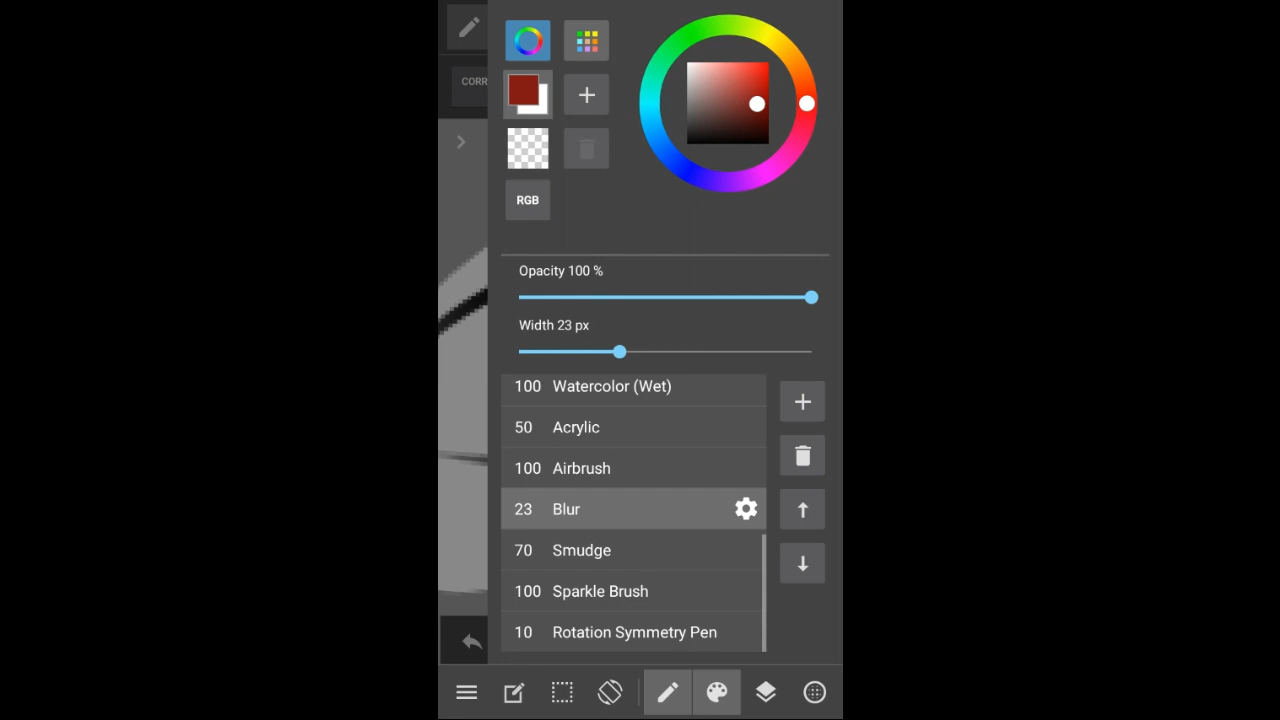 CORR
RGB
Opacity 100 %
Width 23 px
100 Watercolor (Wet)
50 Acrylic
100 Airbrush
23 Blur
70 Smudge
100 Sparkle Brush
10 Rotation Symmetry Pen